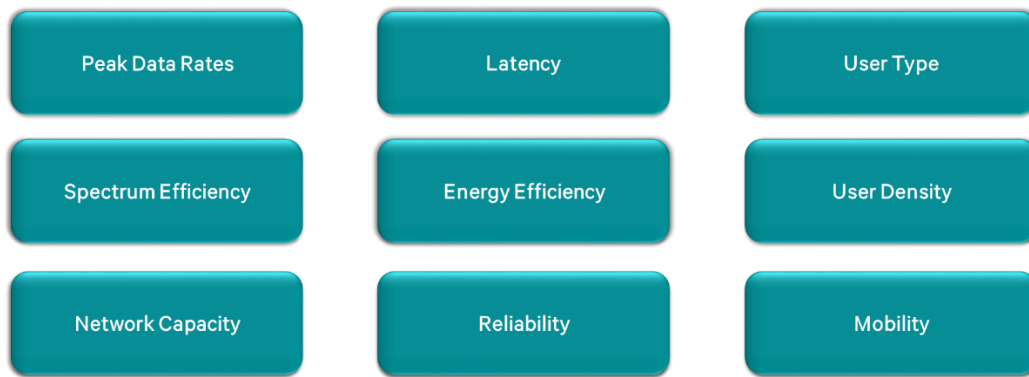 Peak Data Rates
Latency
User Type
Spectrum Efficiency
Energy Efficiency
User Density
Network Capacity
Reliability
Mobility